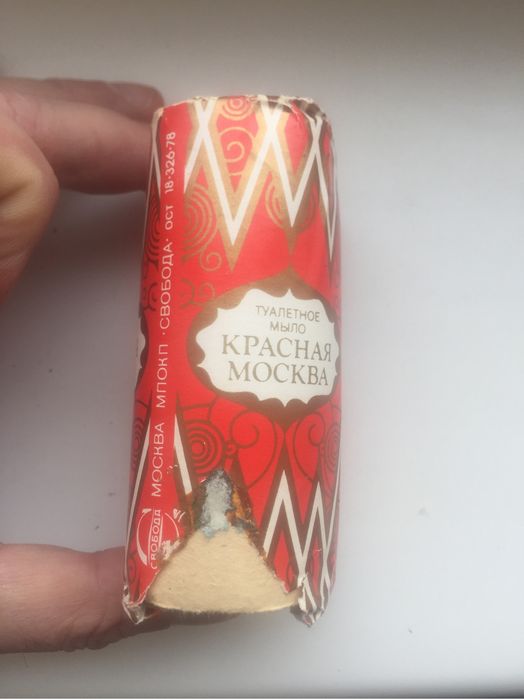 ТУАЛЕТНОЕ
МЫЛО
КРАСНАЯ
МОСКВА
СВОБОДА МОСКВА МПОКП · СВОБОДА · ОСТ 18·326·78